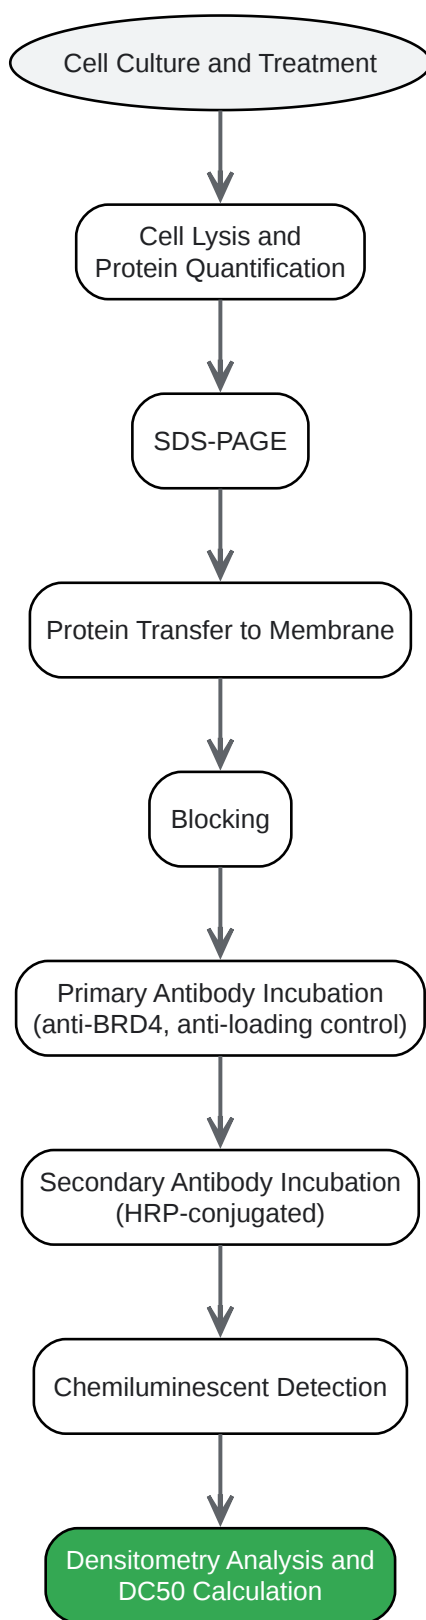 Cell Culture and Treatment
Cell Lysis and
Protein Quantification
SDS-PAGE
Protein Transfer to Membrane
Blocking
Primary Antibody Incubation
(anti-BRD4, anti-loading control)
Secondary Antibody Incubation
(HRP-conjugated)
Chemiluminescent Detection
Densitometry Analysis and
DC50 Calculation